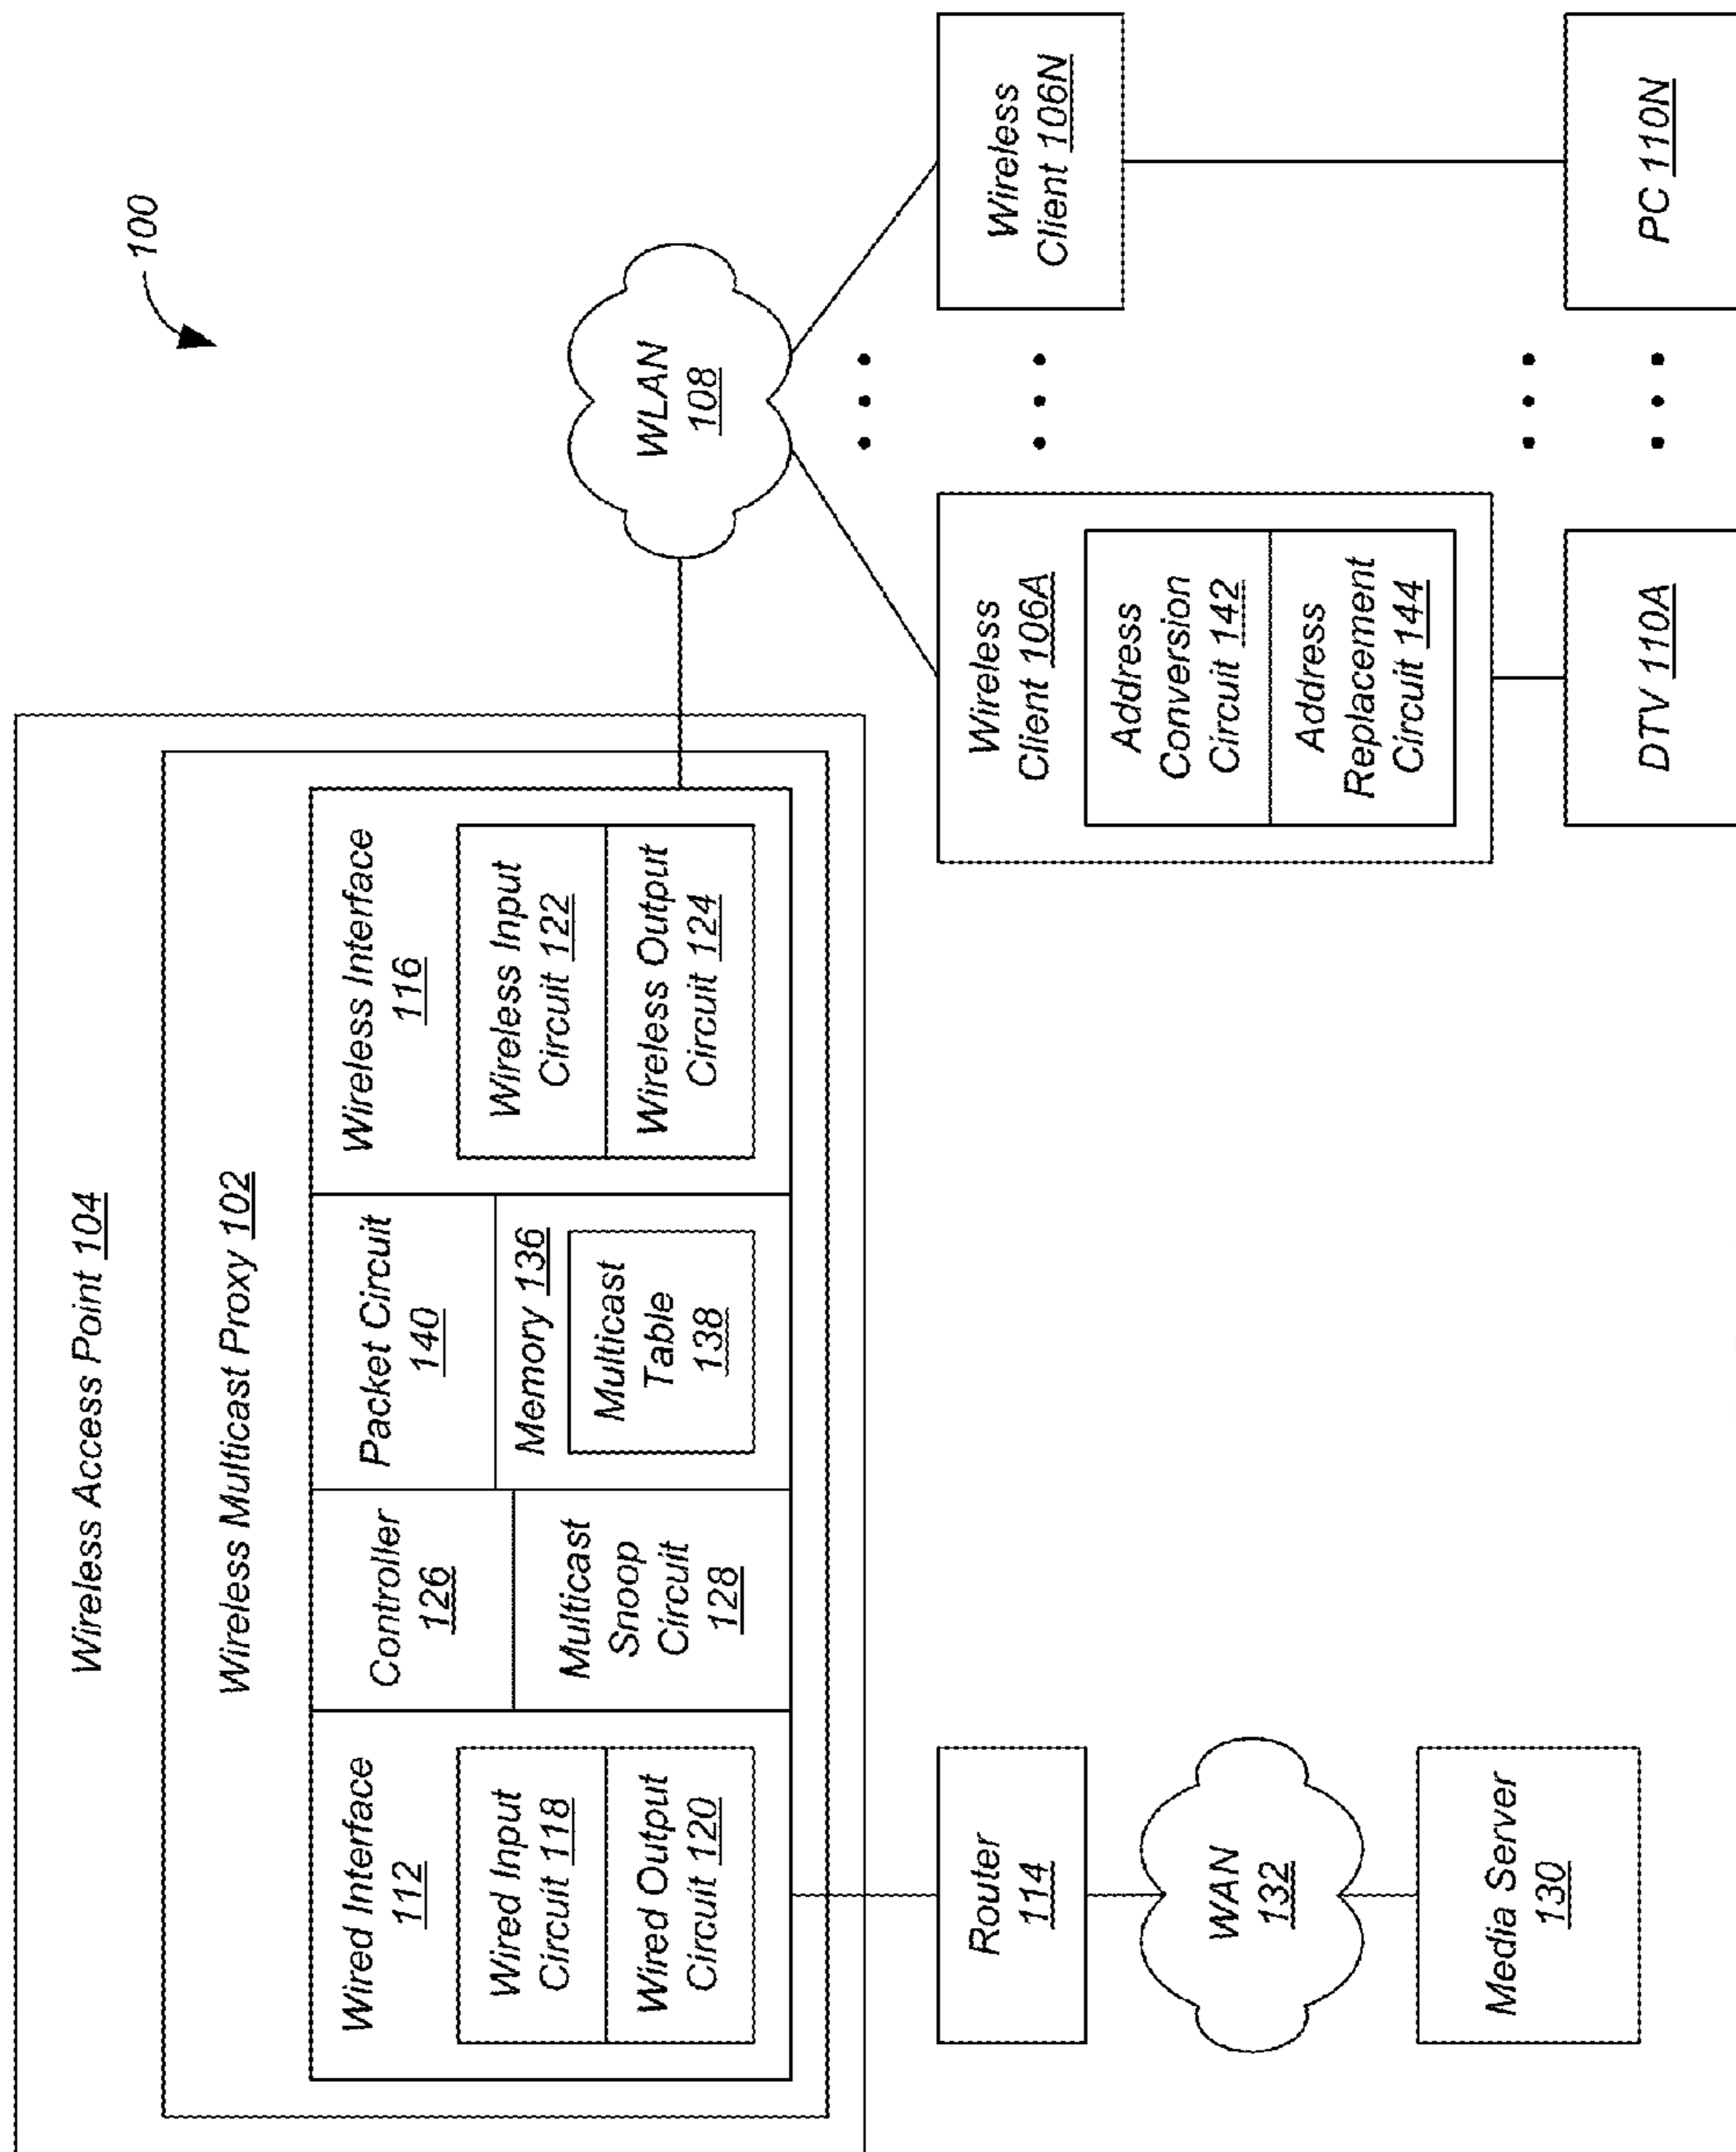 100
Wireless Access Point 104
Wireless Multicast Proxy 102
Wired Interface
112
Wired Input
Circuit 118
Wired Output
Circuit 120
Controller
126
Multicast
Snoop
Circuit
128
Packet Circuit
140
Memory 136
Multicast
Table
138
Wireless Interface
116
Wireless Input
Circuit 122
Wireless Output
Circuit 124
WLAN
108
Router
114
WAN
132
Media Server
130
Wireless
Client 106A
Address
Conversion
Circuit 142
Address
Replacement
Circuit 144
DTV 110A
Wireless
Client 106N
PC 110N